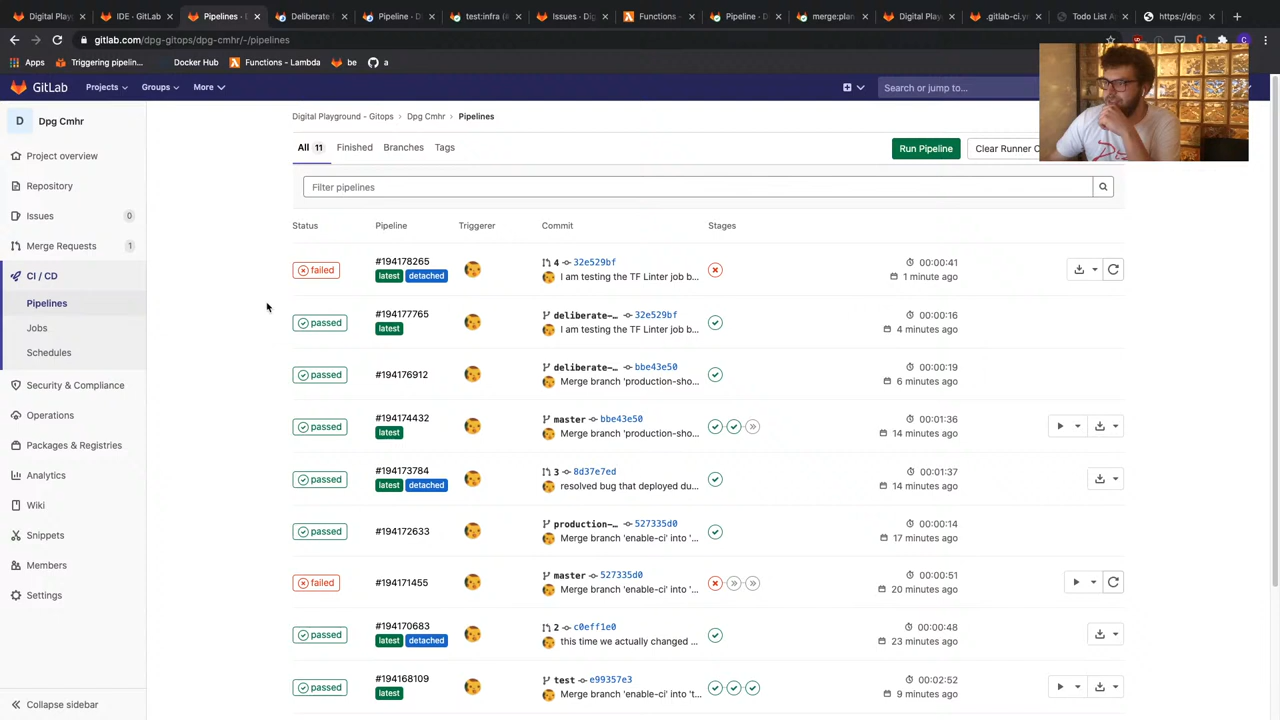 Digital Play
IDE · GitLab
Pipelines · D
Deliberate
Pipeline · D
test:infra (#
Issues · Dig
Functions -
Pipeline · D
merge:plan
Digital Play
.gitlab-ci.yo
Todo List A
https://dpg
gitlab.com/dpg-gitops/dpg-cmhr/-/pipelines
Apps
Triggering pipelin...
Docker Hub
Functions - Lambda
be
a
GitLab
Projects
Groups
More
Search or jump to...
D
Dpg Cmhr
Project overview
Repository
Issues
0
Merge Requests
1
CI / CD
Pipelines
Jobs
Schedules
Security & Compliance
Operations
Packages & Registries
Analytics
Wiki
Snippets
Members
Settings
Collapse sidebar
Digital Playground - Gitops > Dpg Cmhr > Pipelines
All 11
Finished
Branches
Tags
Run Pipeline
Clear Runner
Filter pipelines
Status Pipeline Triggerer Commit Stages
failed
#194178265
latest detached
4 32e529bf
I am testing the TF Linter job b...
00:00:41
1 minute ago
passed
#194177765
latest
deliberate-... 32e529bf
I am testing the TF Linter job b...
00:00:16
4 minutes ago
passed
#194176912
deliberate-... bbe43e50
Merge branch 'production-sho...
00:00:19
6 minutes ago
passed
#194174432
latest
master bbe43e50
Merge branch 'production-sho...
00:01:36
14 minutes ago
passed
#194173784
latest detached
3 8d37e7ed
resolved bug that deployed du...
00:01:37
14 minutes ago
passed
#194172633
production-... 527335d0
Merge branch 'enable-ci' into '...
00:00:14
17 minutes ago
failed
#194171455
master 527335d0
Merge branch 'enable-ci' into '...
00:00:51
20 minutes ago
passed
#194170683
latest detached
2 c0eff1e0
this time we actually changed ...
00:00:48
23 minutes ago
passed
#194168109
latest
test e99357e3
Merge branch 'enable-ci' into 't...
00:02:52
9 minutes ago